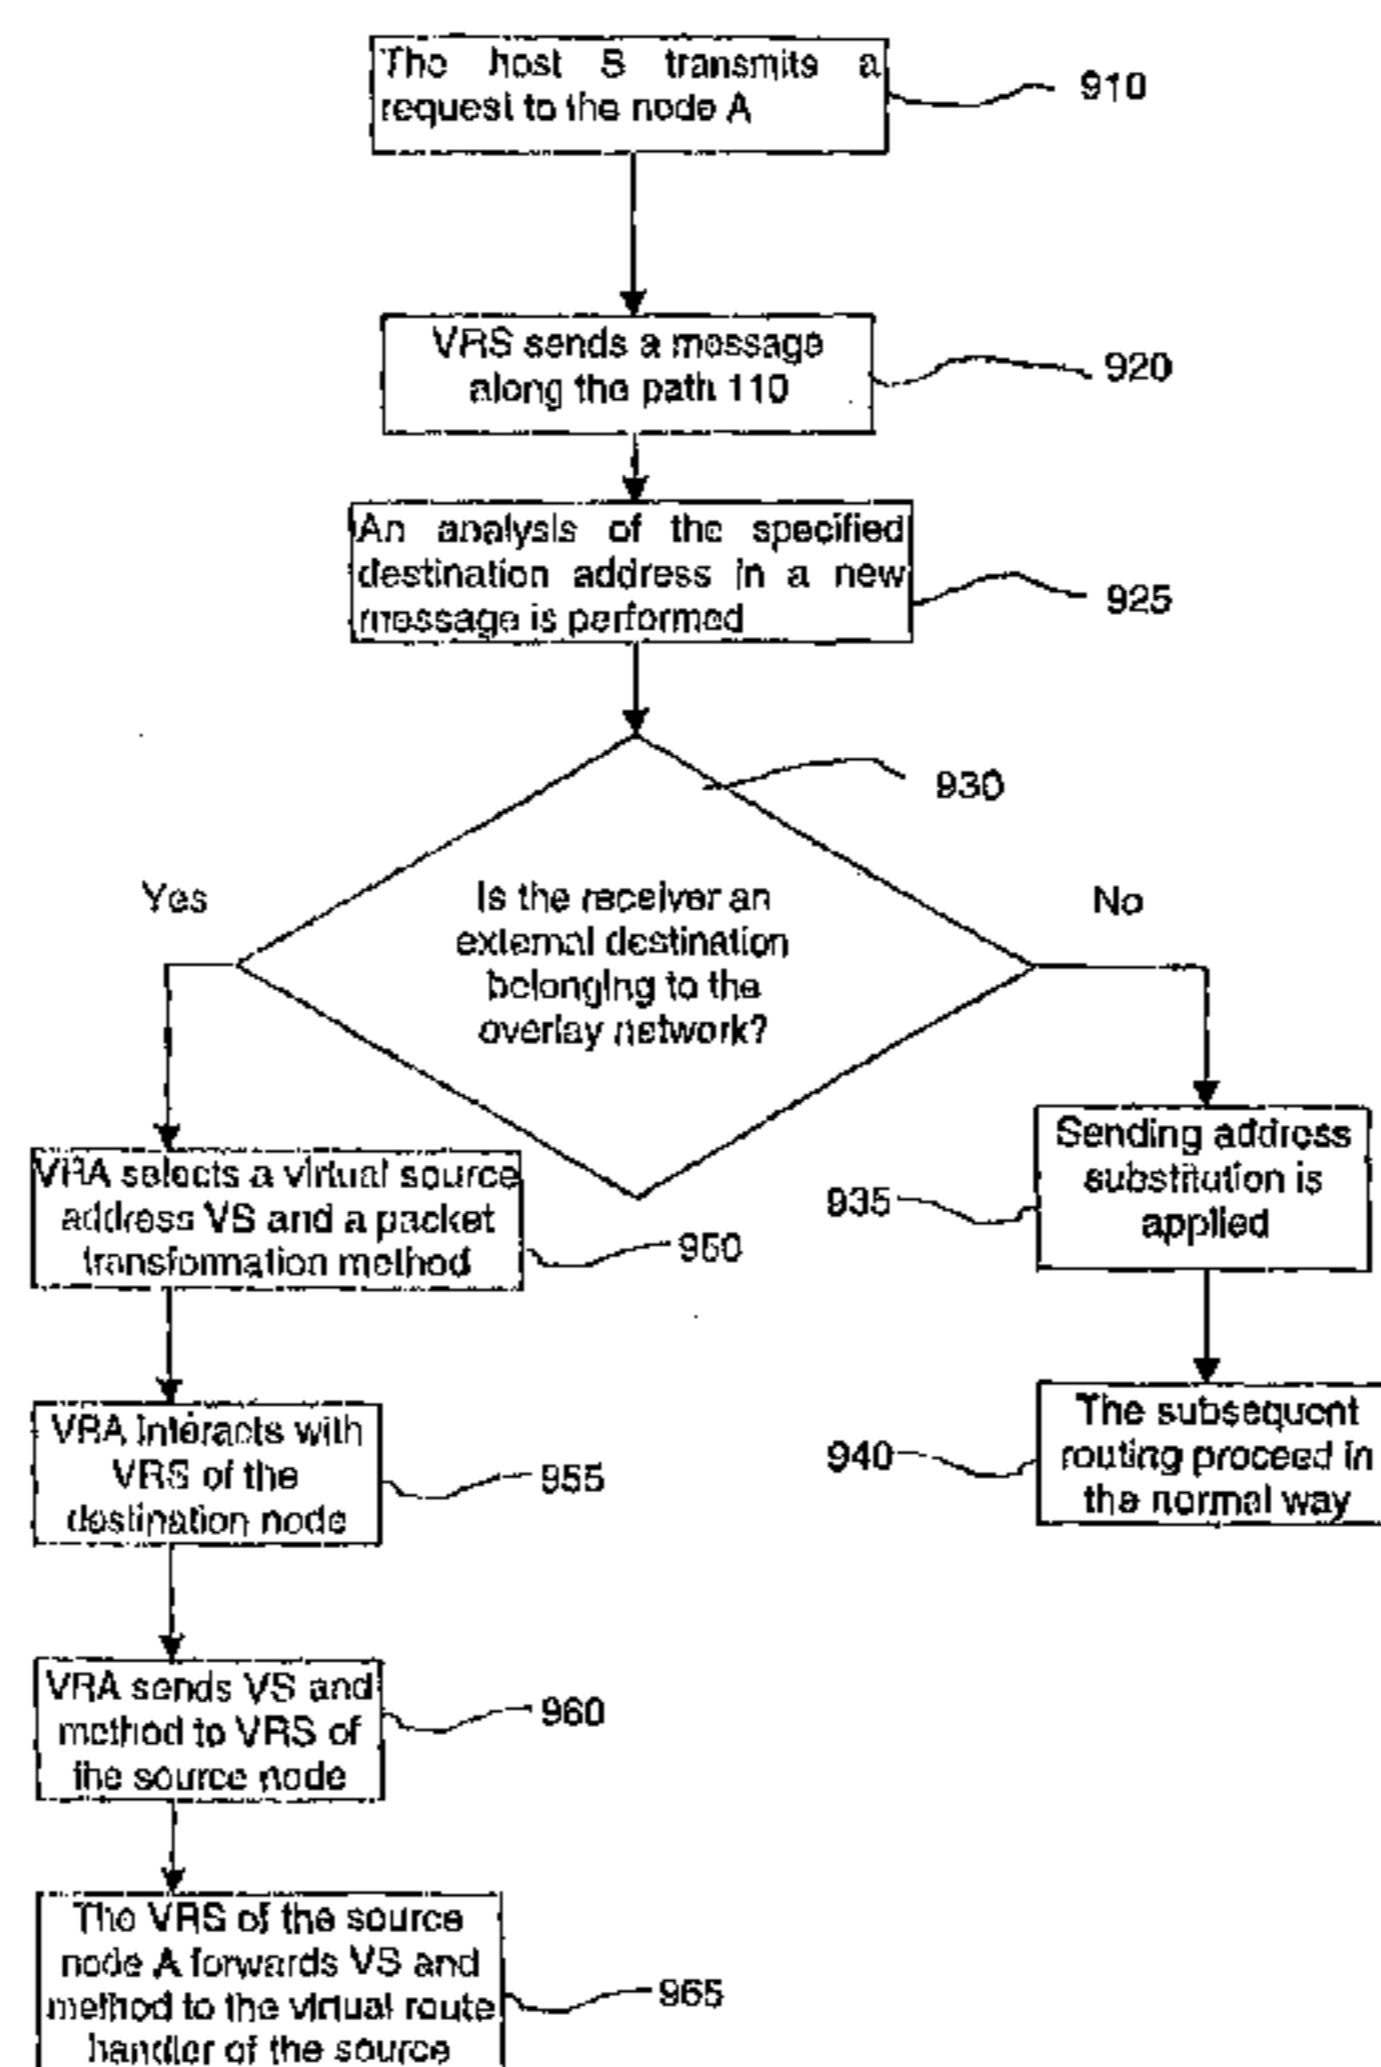 The host S transmits a
request to the node A
910
VRS sends a message
along the path 110
920
An analysis of the specified
destination address in a new
message is performed
925
930
Yes
Is the receiver an
external destination
belonging to the
overlay network?
No
VRA selects a virtual source
address VS and a packet
transformation method
950
935
Sending address
substitution is
applied
VRA Interacts with
VRS of the
destination node
955
940
The subsequent
routing proceed in
the normal way
VRA sends VS and
method to VRS of
the source node
960
The VRS of the source
node A forwards VS and
method to the virtual route
handler of the source
965